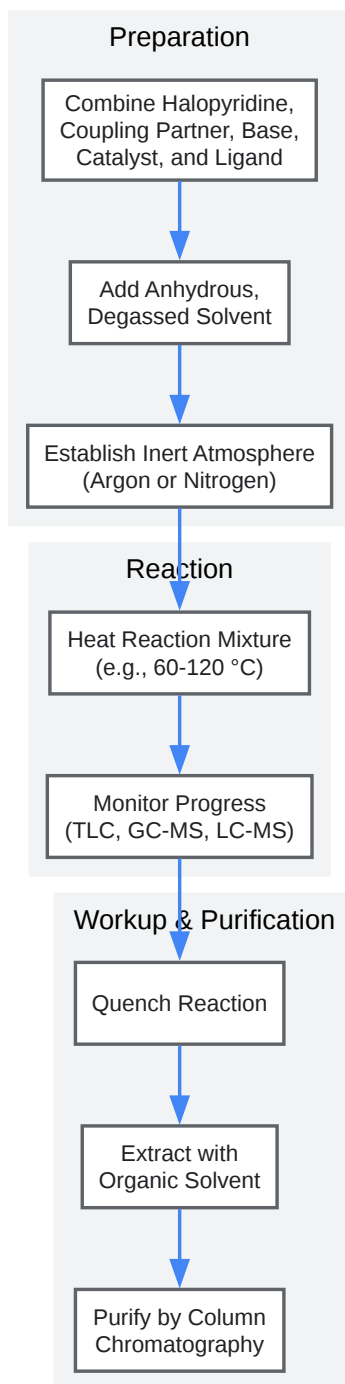 Preparation
Combine Halopyridine,
Coupling Partner, Base,
Catalyst, and Ligand
Add Anhydrous,
Degassed Solvent
Establish Inert Atmosphere
(Argon or Nitrogen)
Reaction
Heat Reaction Mixture
(e.g., 60-120 °C)
Monitor Progress
(TLC, GC-MS, LC-MS)
Workup & Purification
Quench Reaction
Extract with
Organic Solvent
Purify by Column
Chromatography